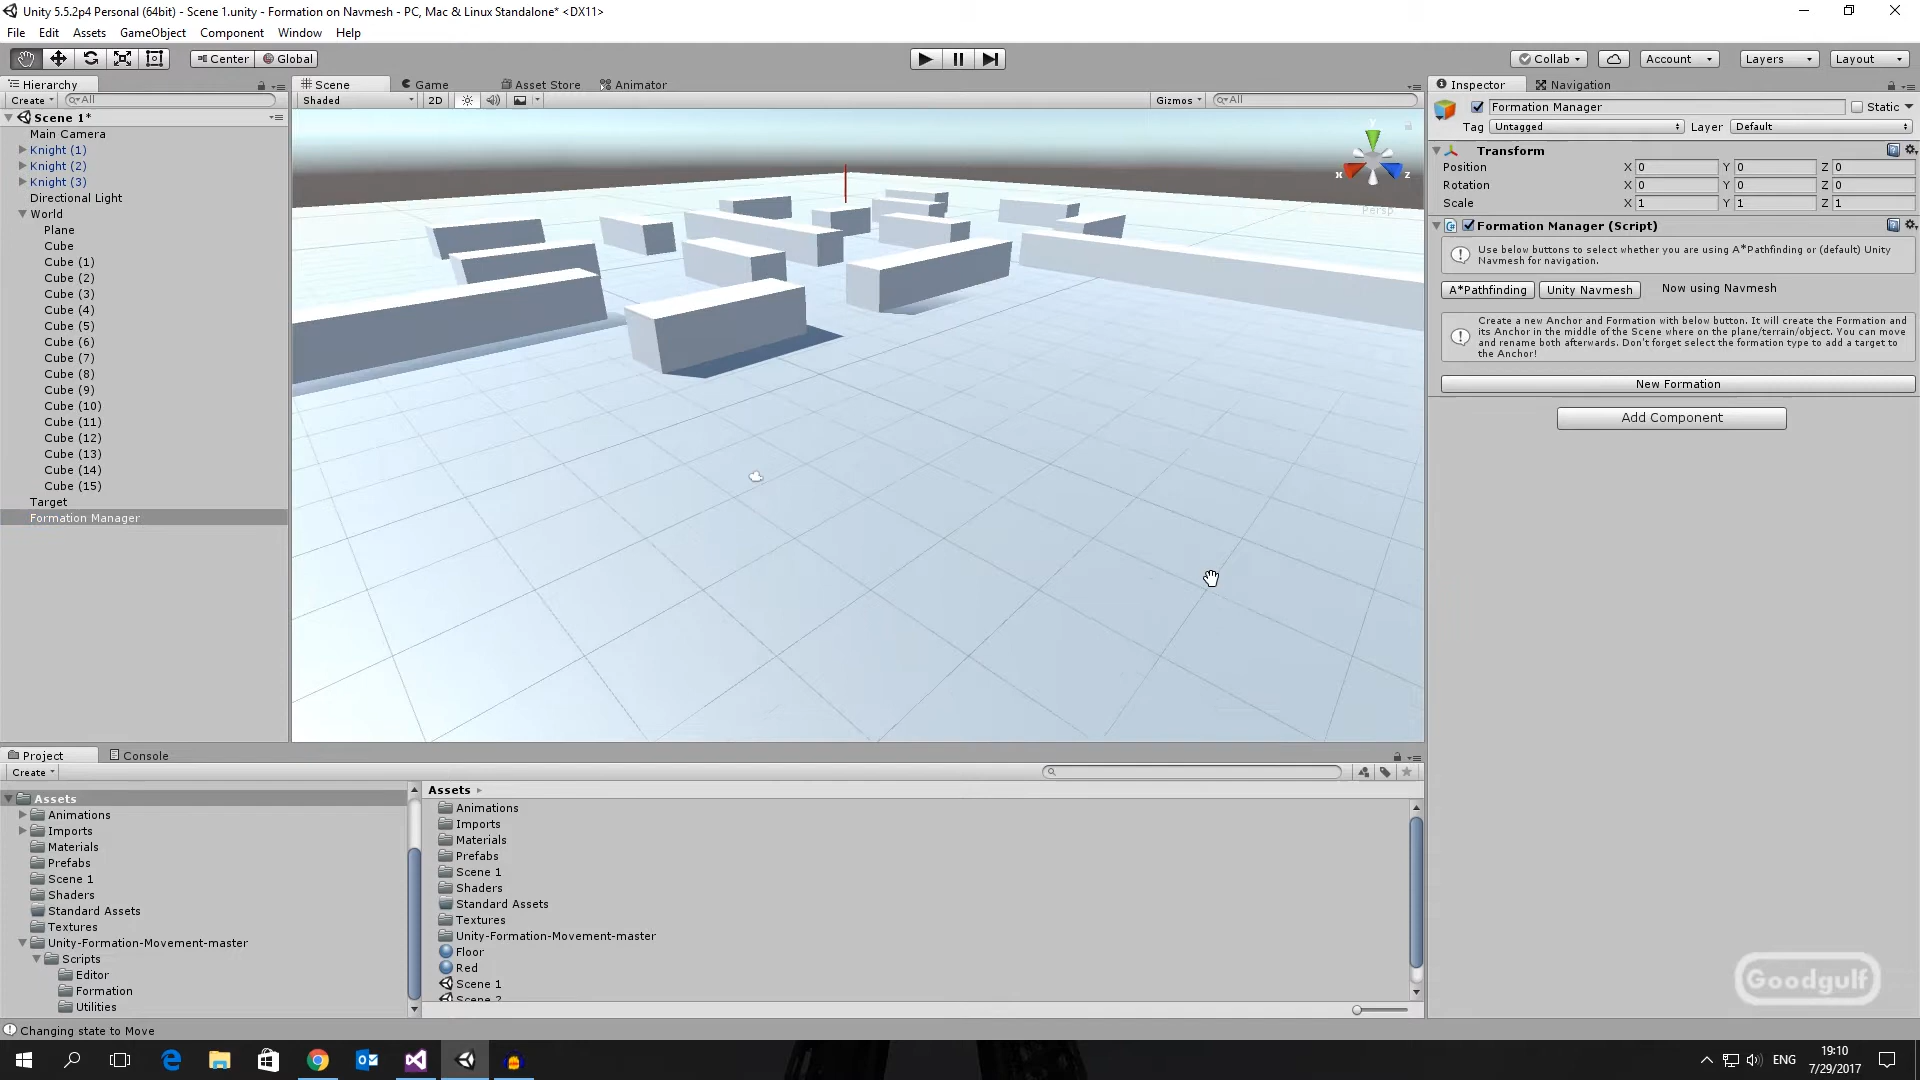 Unity 5.5.2p4 Personal (64bit) - Scene 1.unity - Formation on Navmesh - PC, Mac & Linux Standalone* <DX11>
File Edit Assets GameObject Component Window Help
Center Global Collab Account Layers Layout
Hierarchy
Create All
Scene 1*
Main Camera
Knight (1)
Knight (2)
Knight (3)
Directional Light
World
Plane
Cube
Cube (1)
Cube (2)
Cube (3)
Cube (4)
Cube (5)
Cube (6)
Cube (7)
Cube (8)
Cube (9)
Cube (10)
Cube (11)
Cube (12)
Cube (13)
Cube (14)
Cube (15)
Target
Formation Manager
Scene Game Asset Store Animator
Shaded 2D Gizmos All
y
x z
Persp
Inspector Navigation
Formation Manager Static
Tag Untagged Layer Default
Transform
Position X 0 Y 0 Z 0
Rotation X 0 Y 0 Z 0
Scale X 1 Y 1 Z 1
Formation Manager (Script)
Use below buttons to select whether you are using A*Pathfinding or (default) Unity
Navmesh for navigation.
A*Pathfinding Unity Navmesh Now using Navmesh
Create a new Anchor and Formation with below button. It will create the Formation and
its Anchor in the middle of the Scene where on the plane/terrain/object. You can move
and rename both afterwards. Don't forget select the formation type to add a target to
the Anchor!
New Formation
Add Component
Project Console
Create
Assets
Animations
Imports
Materials
Prefabs
Scene 1
Shaders
Standard Assets
Textures
Unity-Formation-Movement-master
Scripts
Editor
Formation
Utilities
Assets
Animations
Imports
Materials
Prefabs
Scene 1
Shaders
Standard Assets
Textures
Unity-Formation-Movement-master
Floor
Red
Scene 1
Scene 2
Goodgulf
Changing state to Move
ENG
19:10
7/29/2017